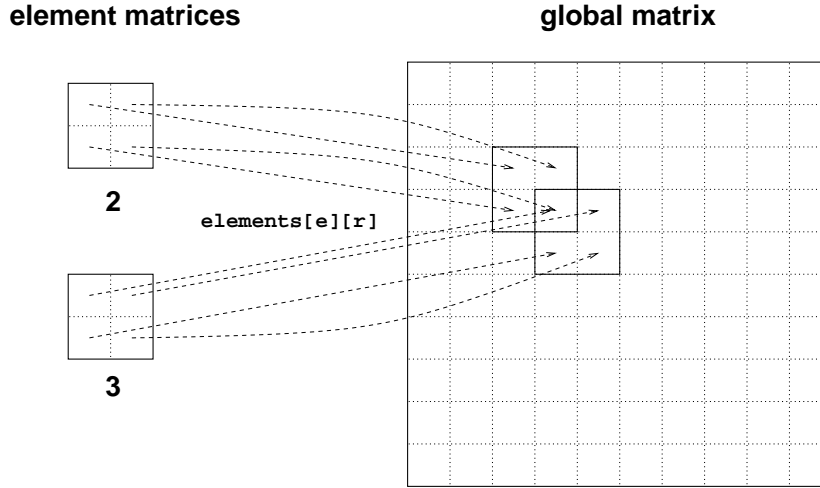 element matrices
global matrix
2
elements[e][r]
3